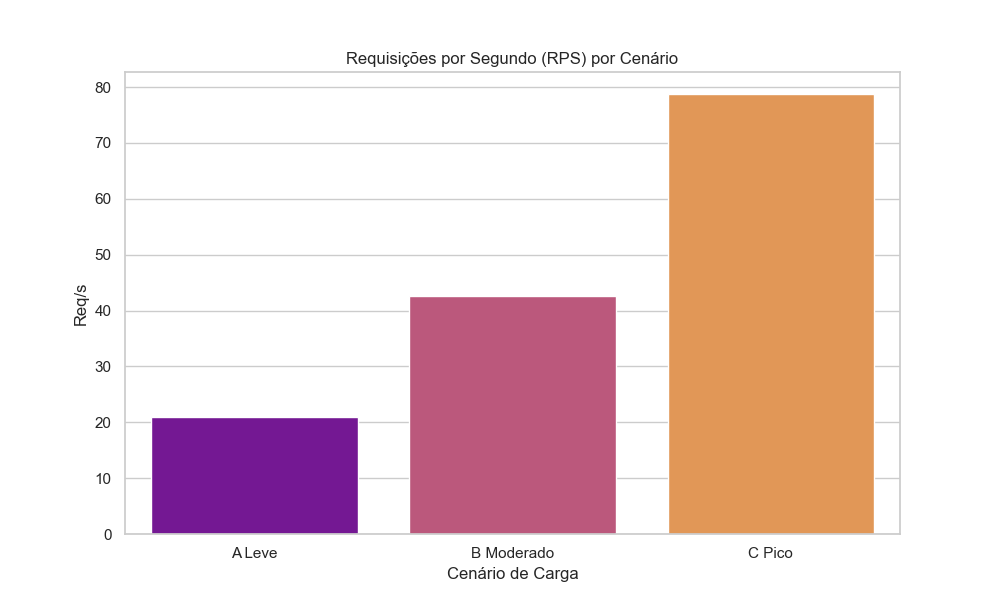 Requisições por Segundo (RPS) por Cenário
80
70
60
50
40
30
20
10
0
Req/s
A Leve
B Moderado
C Pico
Cenário de Carga